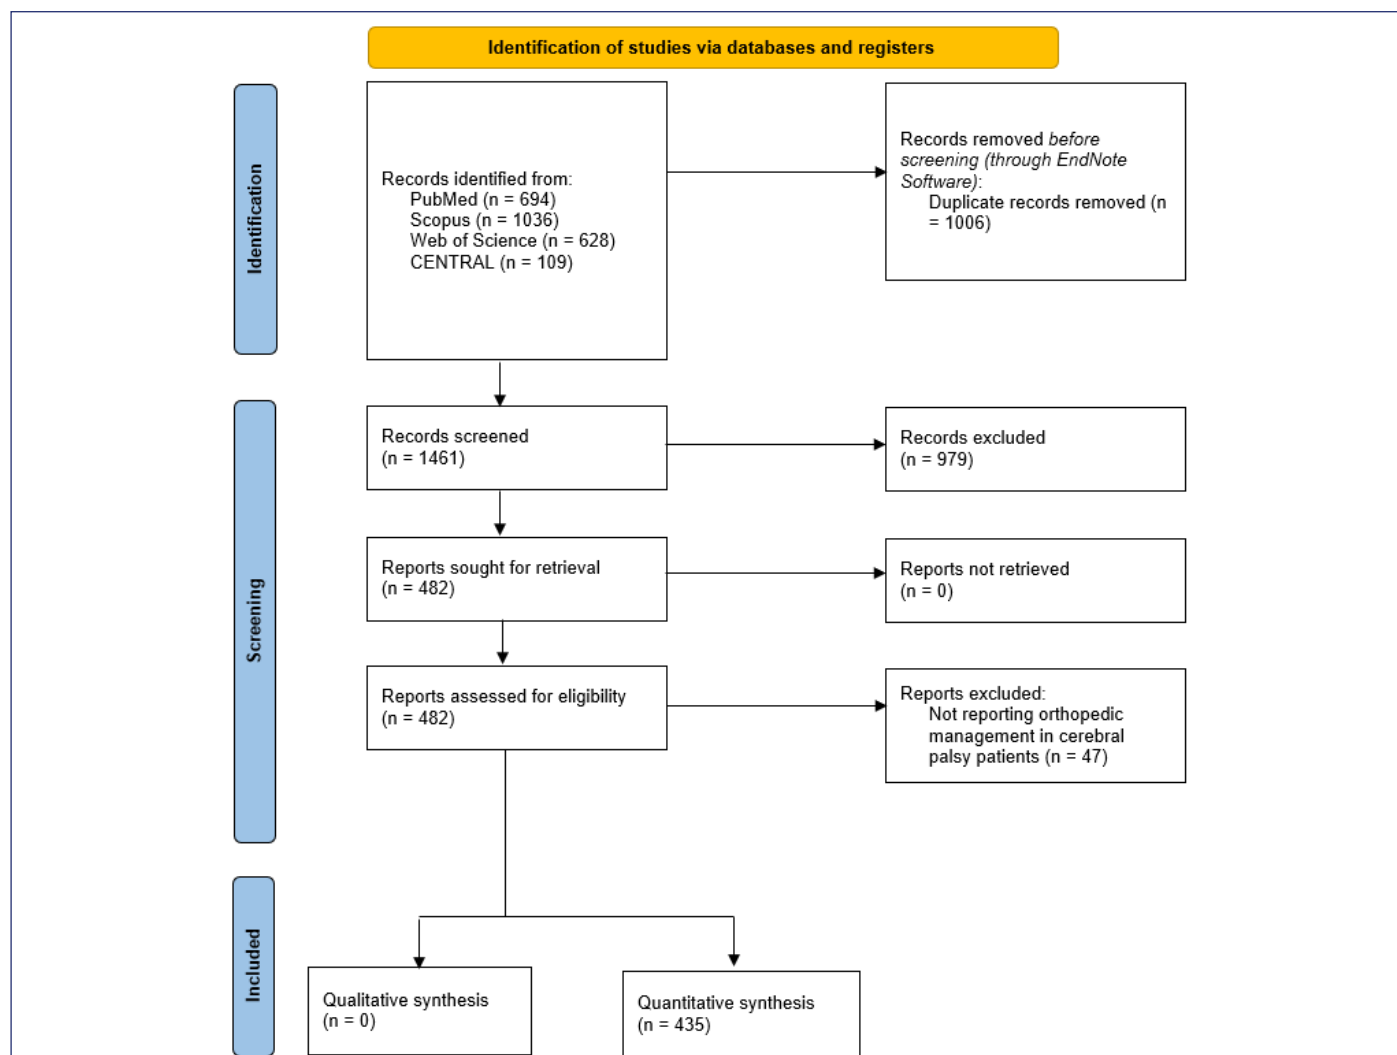 Identification of studies via databases and registers
Identification
Records identified from:
PubMed (n = 694)
Scopus (n = 1036)
Web of Science (n = 628)
CENTRAL (n = 109)
Records removed before
screening (through EndNote
Software):
Duplicate records removed (n
= 1006)
Screening
Records screened
(n = 1461)
Records excluded
(n = 979)
Reports sought for retrieval
(n = 482)
Reports not retrieved
(n = 0)
Reports assessed for eligibility
(n = 482)
Reports excluded:
Not reporting orthopedic
management in cerebral
palsy patients (n = 47)
Included
Qualitative synthesis
(n = 0)
Quantitative synthesis
(n = 435)